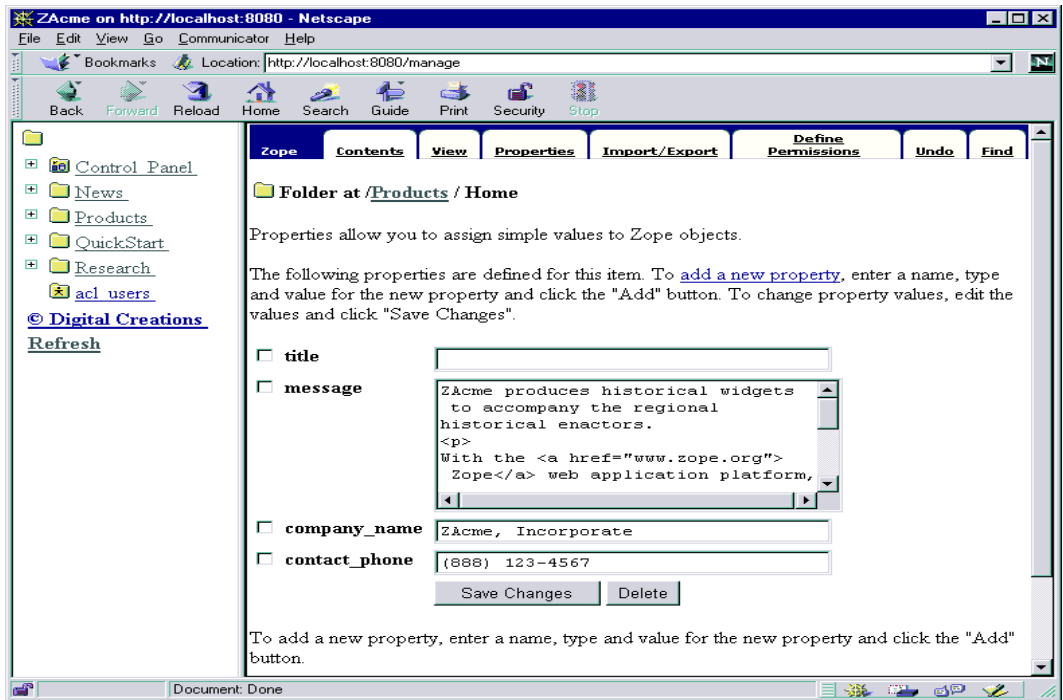 ZAcme on http://localhost:8080 - Netscape
File Edit View Go Communicator Help
Bookmarks Location: http://localhost:8080/manage
N
Back Forward Reload Home Search Guide Print Security Stop
Zope Contents View Properties Import/Export Define Permissions Undo Find
Control_Panel
News
Products
QuickStart
Research
acl_users
© Digital Creations
Refresh
Folder at /Products / Home
Properties allow you to assign simple values to Zope objects.
The following properties are defined for this item. To add a new property, enter a name, type
and value for the new property and click the "Add" button. To change property values, edit the
values and click "Save Changes".
title
message
ZAcme produces historical widgets
to accompany the regional
historical enactors.
<p>
With the <a href="www.zope.org">
Zope</a> web application platform,
company_name ZAcme, Incorporate
contact_phone (888) 123-4567
Save Changes Delete
To add a new property, enter a name, type and value for the new property and click the "Add"
button.
Document: Done